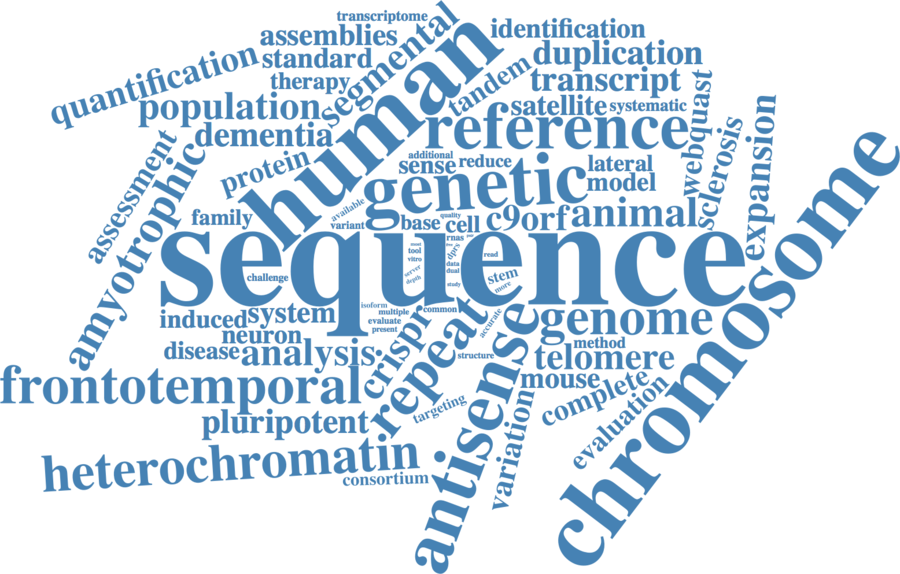 transcriptome
assemblies
segmental
identification
quantification
standard
human
duplication
therapy
tandem
transcript
population
satellite
systematic
webquast
dementia
reference
sclerosis
expansion
assessment
amyotrophic
protein
additional
sense
reduce
lateral
genetic
model
chromosome
available
family
variant
base
quality
cell
c9orf
animal
sequence
rnas
tool
vitro
dprs
read
data
server
dual
challenge
depth
stem
study
more
isoform
induced
system
multiple
common
accurate
genome
neuron
evaluate
present
crispr
repeat
antisense
disease
analysis
structure
method
telomere
frontotemporal
mouse
complete
targeting
pluripotent
variation
evaluation
heterochromatin
consortium